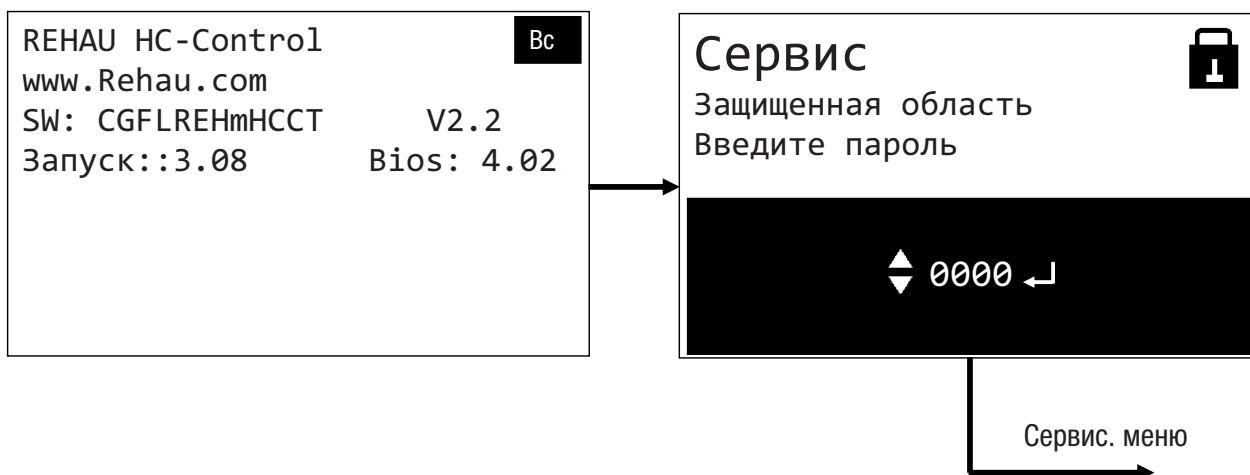 REHAU HC-Control
Вс
www.Rehau.com
SW: CGFLREHmHCCT V2.2
Запуск::3.08 Bios: 4.02
Сервис
Защищенная область
Введите пароль
0000
Сервис. меню